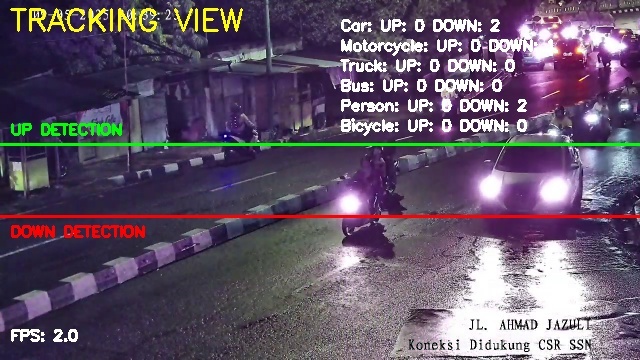 TRACKING VIEW
Car: UP: 0 DOWN: 2
Motorcycle: UP: 0 DOWN:
Truck: UP: 0 DOWN: 0
Bus: UP: 0 DOWN: 0
Person: UP: 0 DOWN: 2
Bicycle: UP: 0 DOWN: 0
UP DETECTION
DOWN DETECTION
FPS: 2.0
JL. AHMAD JAZULI
Koneksi Didukung CSR SSN